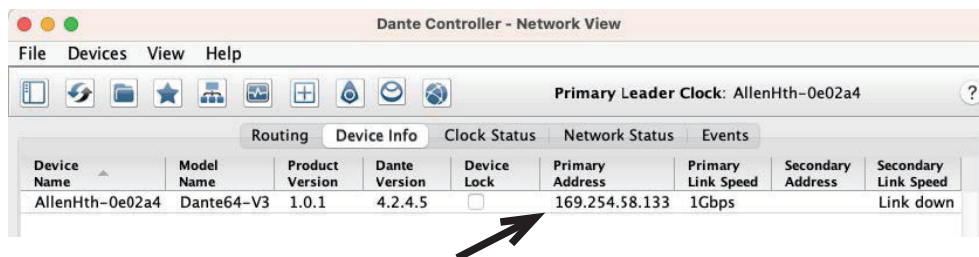 Dante Controller - Network View
File Devices View Help
Primary Leader Clock: AllenHth-0e02a4 ?
Routing Device Info Clock Status Network Status Events
Device Name Model Name Product Version Dante Version Device Lock Primary Address Primary Link Speed Secondary Address Secondary Link Speed
AllenHth-0e02a4 Dante64-V3 1.0.1 4.2.4.5 169.254.58.133 1Gbps Link down